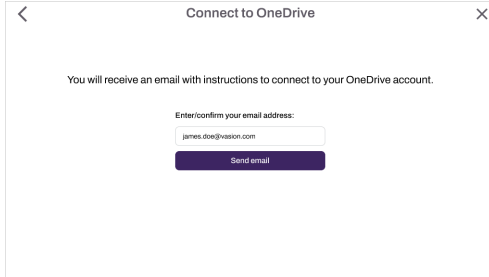 Connect to OneDrive
You will receive an email with instructions to connect to your OneDrive account.
Enter/confirm your email address:
james.doe@vasion.com
Send email